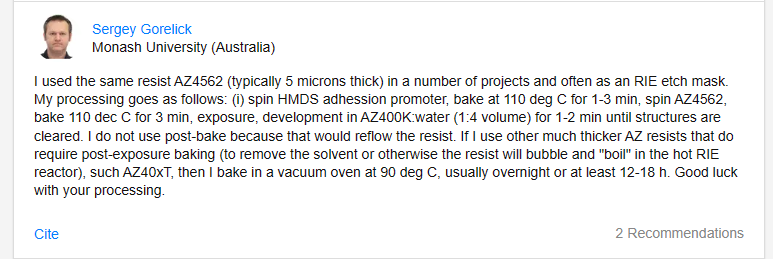 Sergey Gorelick
Monash University (Australia)
I used the same resist AZ4562 (typically 5 microns thick) in a number of projects and often as an RIE etch mask.
My processing goes as follows: (i) spin HMDS adhession promoter, bake at 110 deg C for 1-3 min, spin AZ4562,
bake 110 dec C for 3 min, exposure, development in AZ400K:water (1:4 volume) for 1-2 min until structures are
cleared. I do not use post-bake because that would reflow the resist. If I use other much thicker AZ resists that do
require post-exposure baking (to remove the solvent or otherwise the resist will bubble and "boil" in the hot RIE
reactor), such AZ40xT, then I bake in a vacuum oven at 90 deg C, usually overnight or at least 12-18 h. Good luck
with your processing.
Cite
2 Recommendations